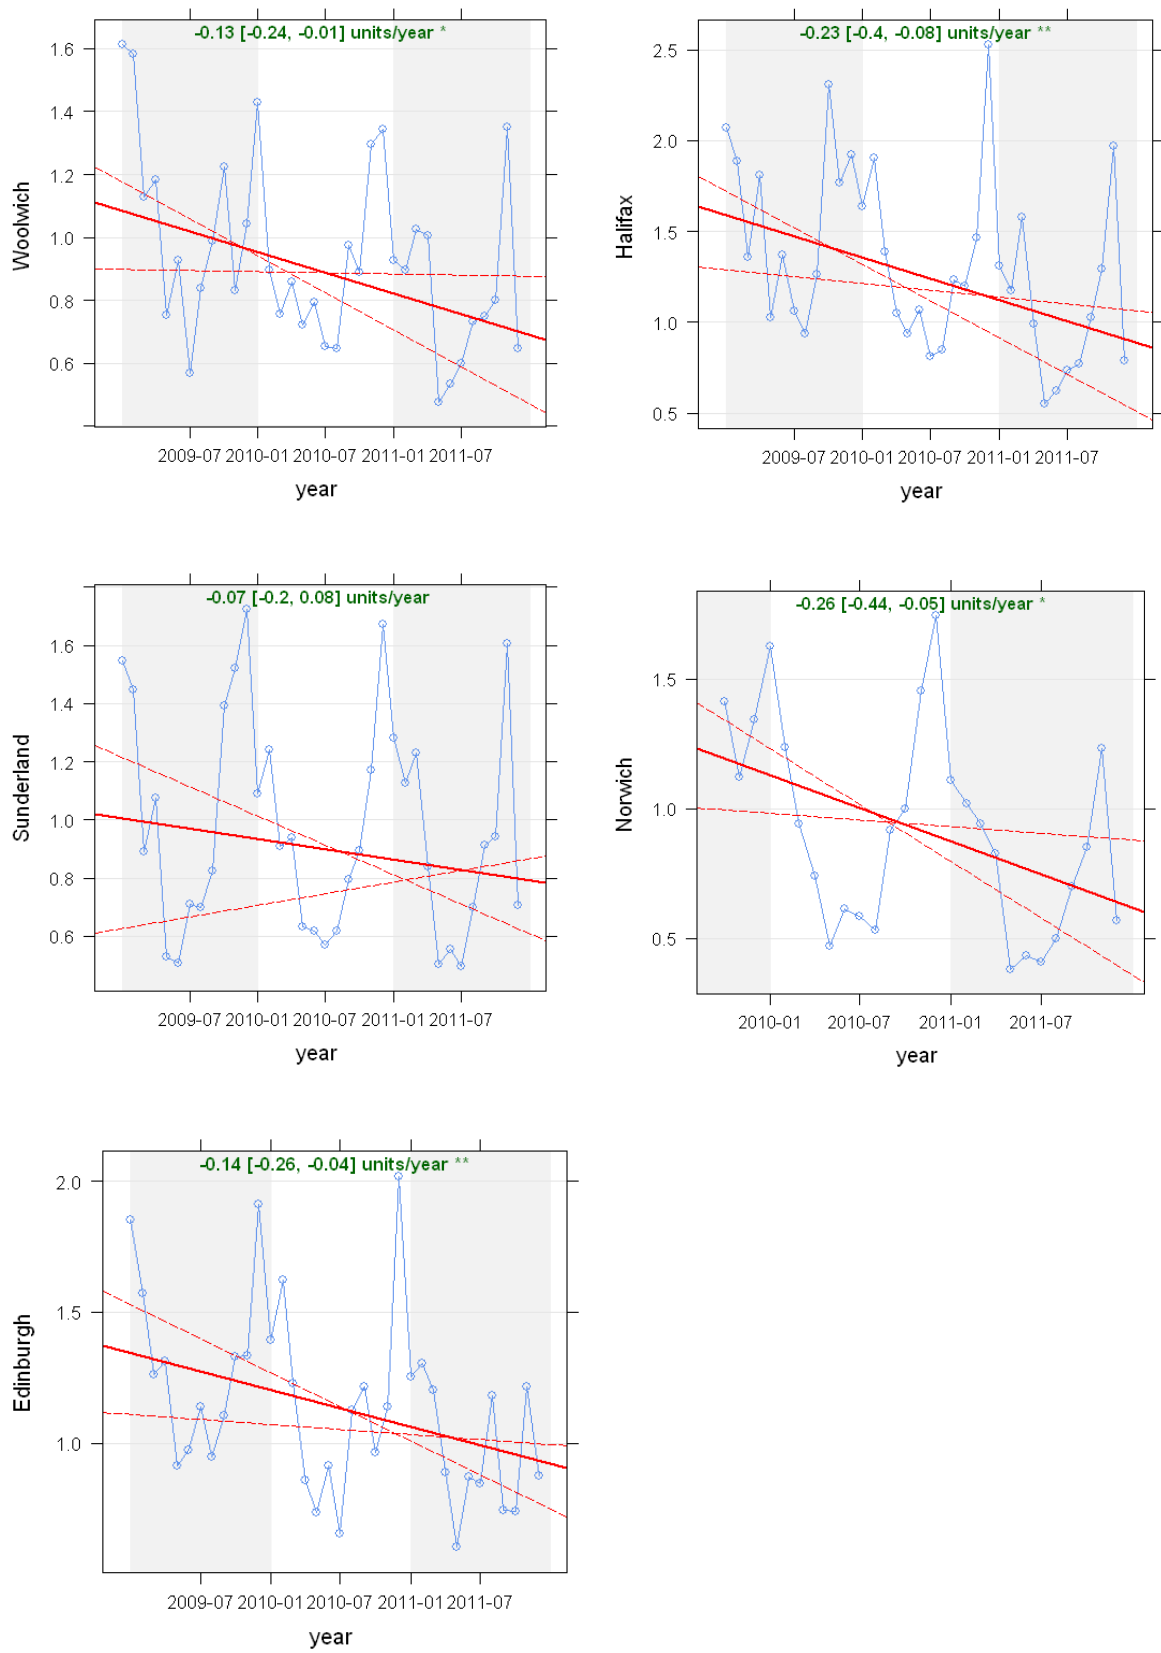 -0.13 [-0.24, -0.01] units/year *
1.6
1.4
1.2
1.0
0.8
0.6
Woolwich
2009-07 2010-01 2010-07 2011-01 2011-07
year
-0.23 [-0.4, -0.08] units/year **
2.5
2.0
1.5
1.0
0.5
Halifax
2009-07 2010-01 2010-07 2011-01 2011-07
year
-0.07 [-0.2, 0.08] units/year
1.6
1.4
1.2
1.0
0.8
0.6
Sunderland
2009-07 2010-01 2010-07 2011-01 2011-07
year
-0.26 [-0.44, -0.05] units/year *
1.5
1.0
0.5
Norwich
2010-01 2010-07 2011-01 2011-07
year
-0.14 [-0.26, -0.04] units/year **
2.0
1.5
1.0
Edinburgh
2009-07 2010-01 2010-07 2011-01 2011-07
year